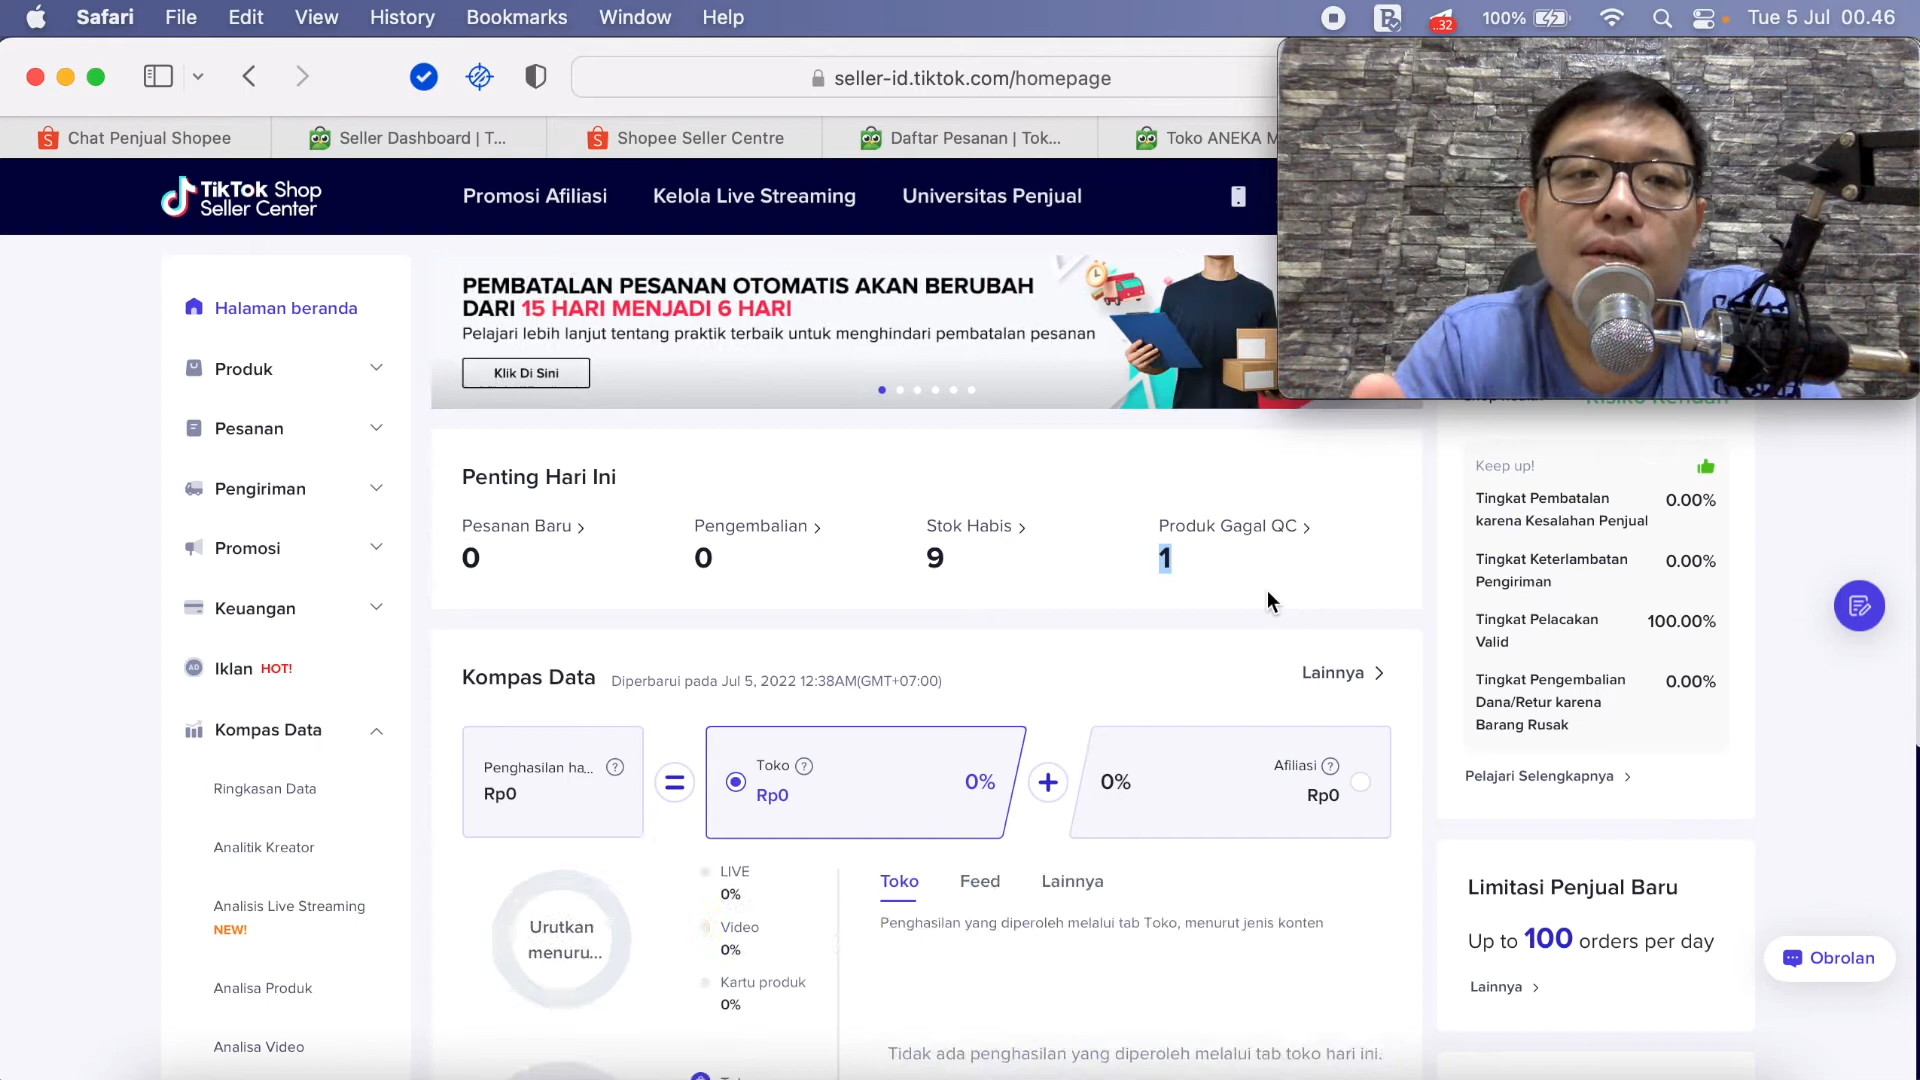 Safari File Edit View History Bookmarks Window Help
..32
100%
Tue 5 Jul 00.46
seller-id.tiktok.com/homepage
Chat Penjual Shopee
Seller Dashboard | T...
Shopee Seller Centre
Daftar Pesanan | Tok...
Toko ANEKA M
TikTok Shop
Seller Center
Promosi Afiliasi
Kelola Live Streaming
Universitas Penjual
Halaman beranda
Produk
Pesanan
Pengiriman
Promosi
Keuangan
AD
Iklan HOT!
Kompas Data
Ringkasan Data
Analitik Kreator
Analisis Live Streaming
NEW!
Analisa Produk
Analisa Video
PEMBATALAN PESANAN OTOMATIS AKAN BERUBAH
DARI 15 HARI MENJADI 6 HARI
Pelajari lebih lanjut tentang praktik terbaik untuk menghindari pembatalan pesanan
Klik Di Sini
Penting Hari Ini
Pesanan Baru
0
Pengembalian
0
Stok Habis
9
Produk Gagal QC
1
Kompas Data
Diperbarui pada Jul 5, 2022 12:38AM(GMT+07:00)
Lainnya
Penghasilan ha...
Rp0
=
Toko
Rp0
0%
+
0%
Afiliasi
Rp0
Urutkan
menuru...
LIVE
0%
Video
0%
Kartu produk
0%
Toko
Feed
Lainnya
Penghasilan yang diperoleh melalui tab Toko, menurut jenis konten
Tidak ada penghasilan yang diperoleh melalui tab toko hari ini.
Keep up!
Tingkat Pembatalan
karena Kesalahan Penjual
0.00%
Tingkat Keterlambatan
Pengiriman
0.00%
Tingkat Pelacakan
Valid
100.00%
Tingkat Pengembalian
Dana/Retur karena
Barang Rusak
0.00%
Pelajari Selengkapnya
Limitasi Penjual Baru
Up to 100 orders per day
Lainnya
Obrolan